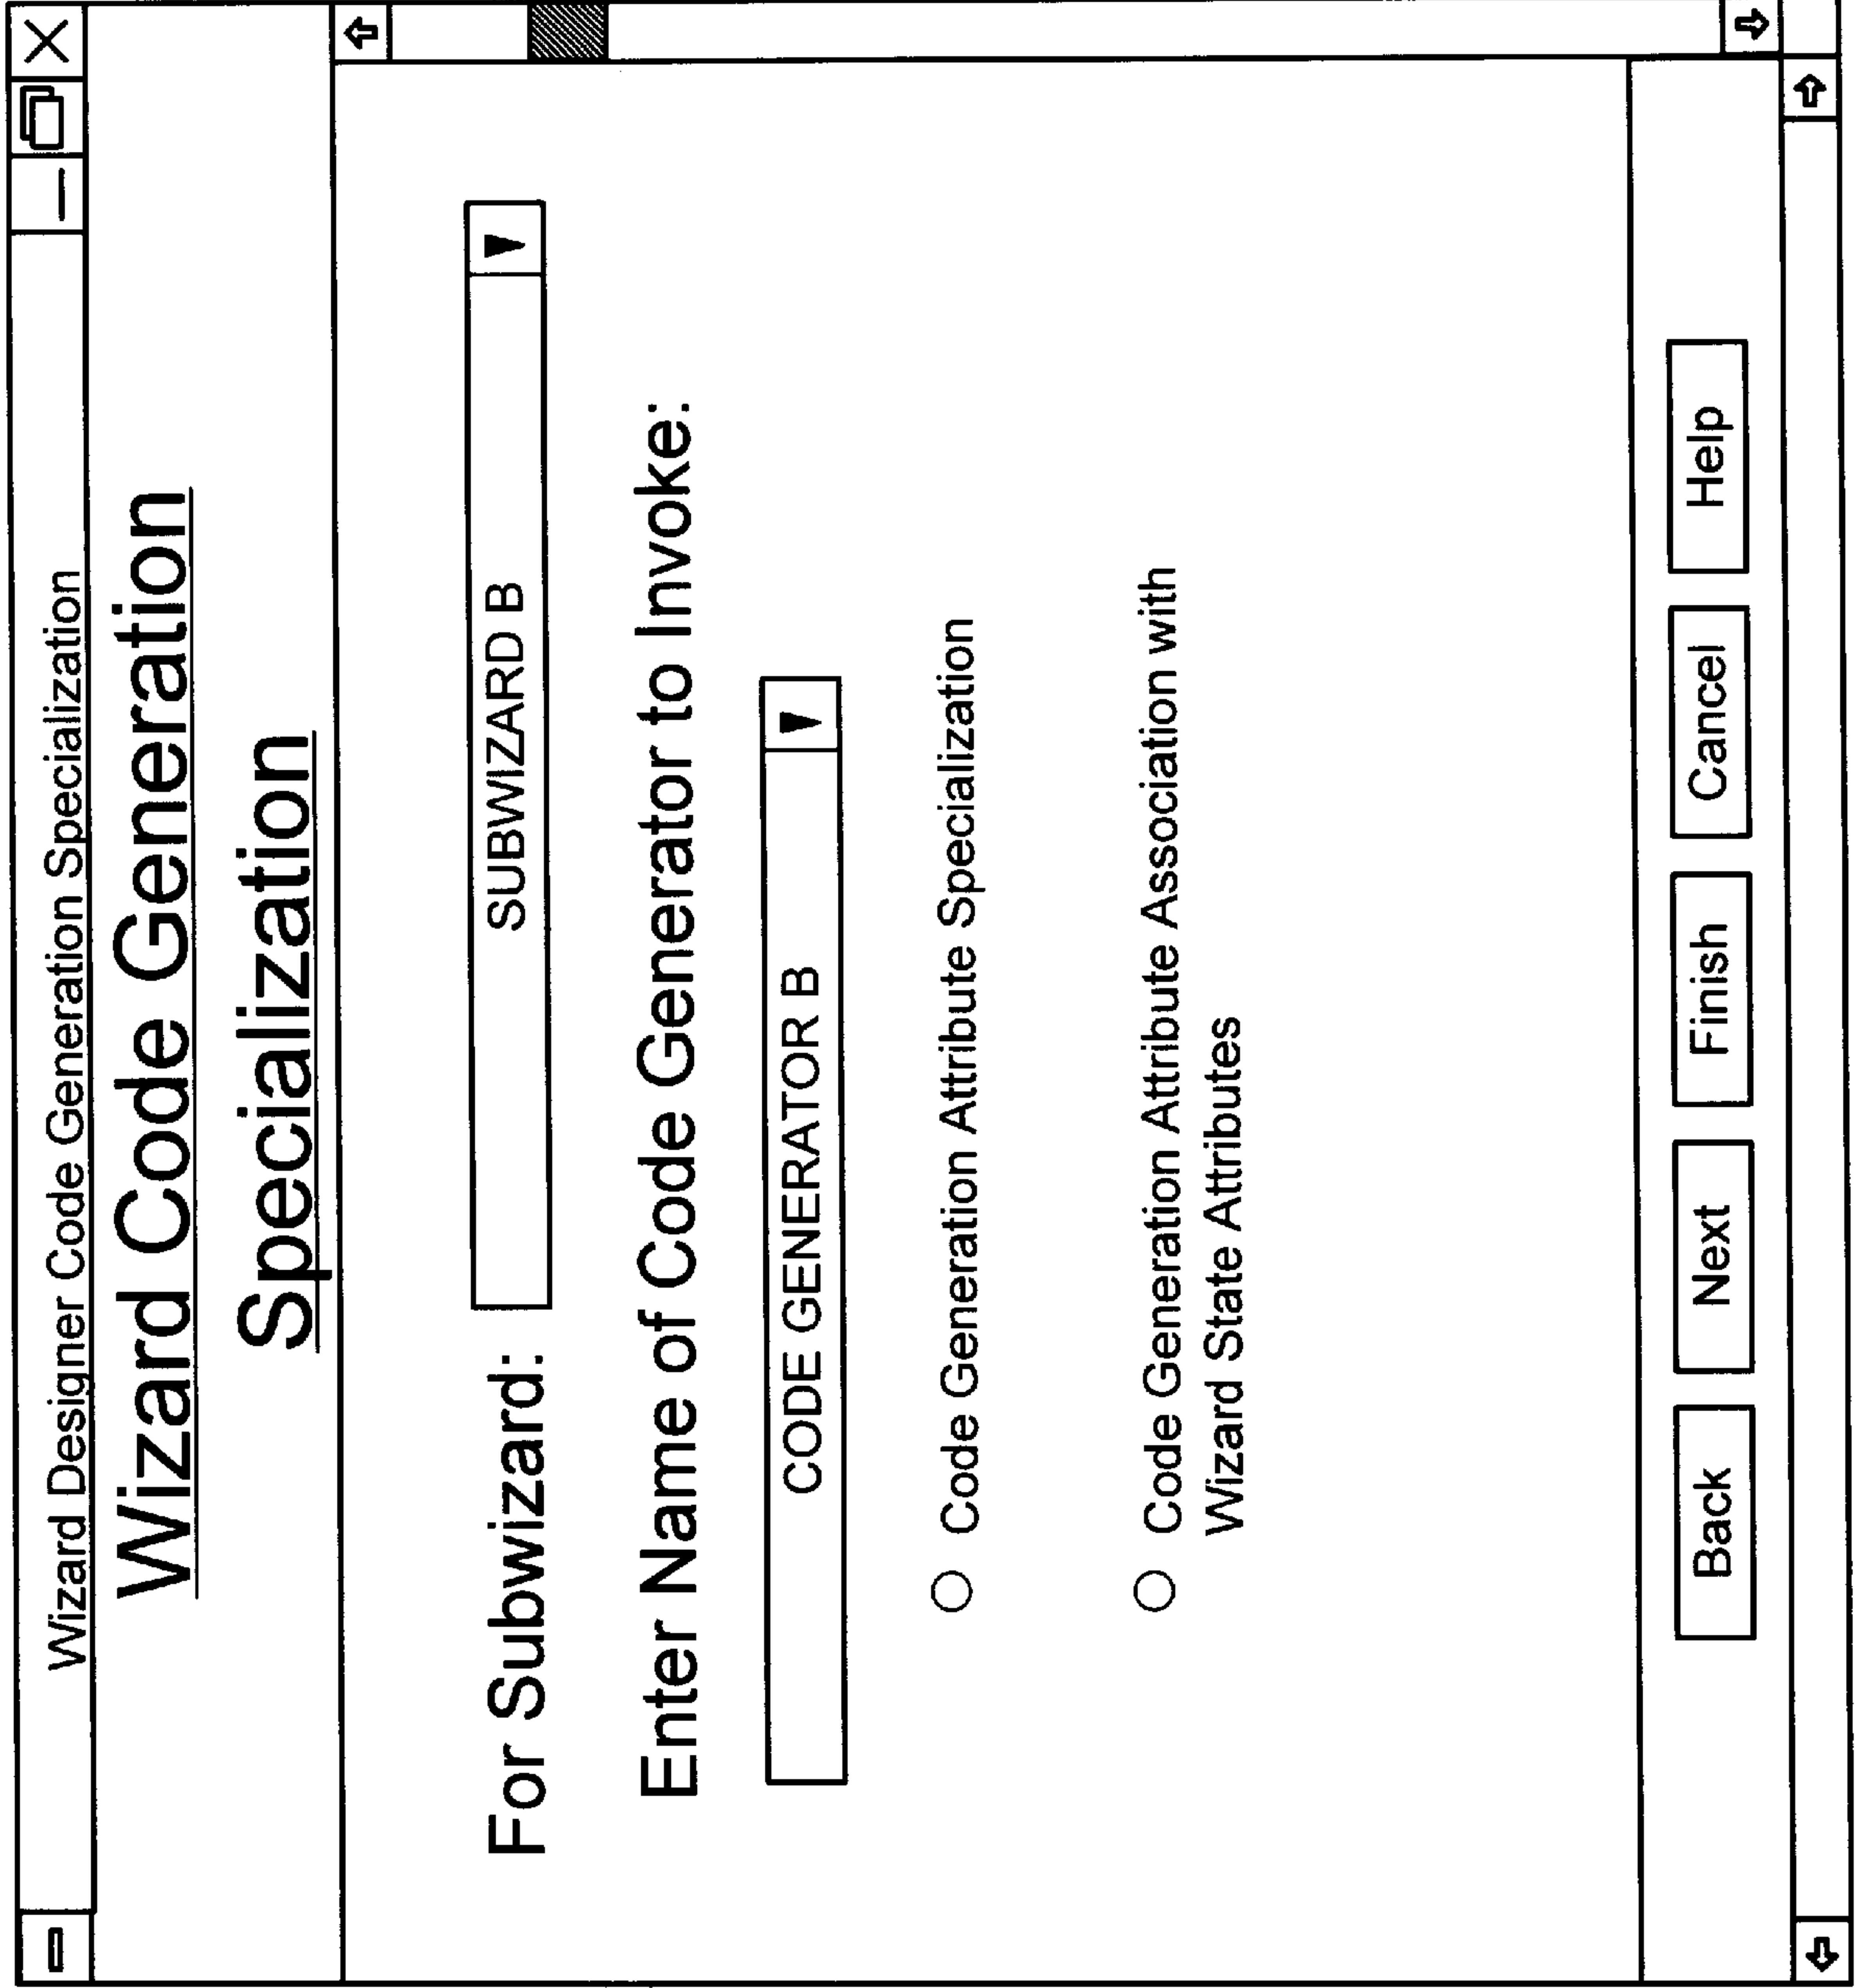 Wizard Designer Code Generation Specialization
Wizard Code Generation
Specialization
For Subwizard: SUBWIZARD B
Enter Name of Code Generator to Invoke:
CODE GENERATOR B
Code Generation Attribute Specialization
Code Generation Attribute Association with
Wizard State Attributes
Back Next Finish Cancel Help